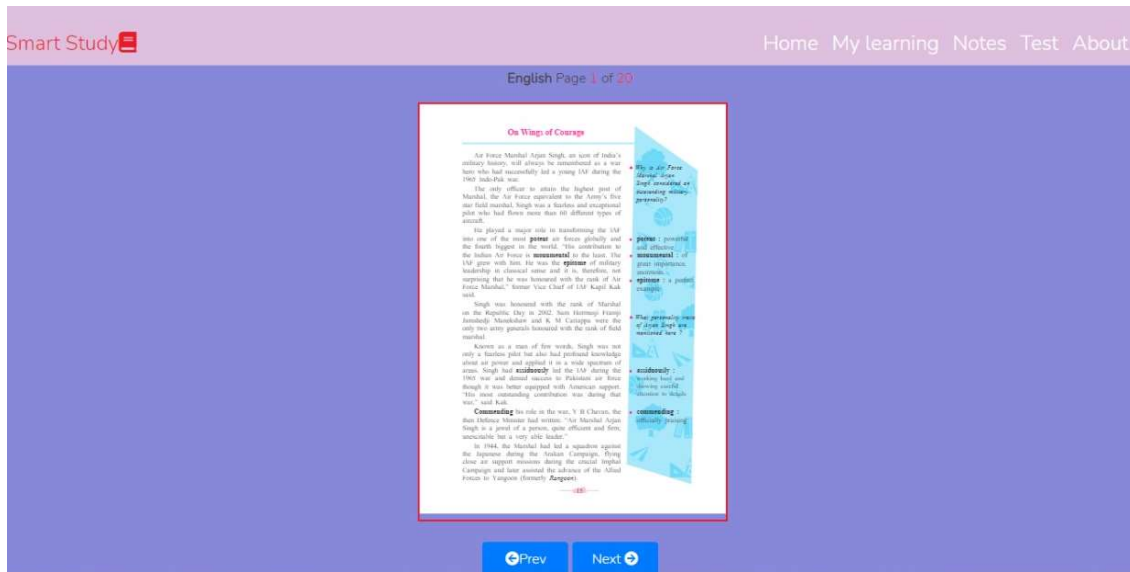 Smart Study
Home My learning Notes Test About
English Page 1 of 20
On Wings of Courage
Air Force Marshal Arjan Singh, an icon of India's
military history, will always be remembered as a war
hero who had successfully led a young IAF during the
1965 Indo-Pak war.
The only officer to attain the highest post of
Marshal, the Air Force equivalent to the Army's five
star field marshal, Singh was a fearless and exceptional
pilot who had flown more than 60 different types of
aircraft.
He played a major role in transforming the IAF
into one of the most potent air forces globally and
the fourth biggest in the world. "His contribution to
the Indian Air Force is monumental to the least. The
IAF grew with him. He was the epitome of military
leadership in classical sense and it is, therefore, not
surprising that he was honoured with the rank of Air
Force Marshal," former Vice Chief of IAF Kapil Kak
said.
Singh was honoured with the rank of Marshal
on the Republic Day in 2002. Sam Hormusji Framji
Jamshedji Manekshaw and K M Cariappa were the
only two army generals honoured with the rank of field
marshal.
Known as a man of few words, Singh was not
only a fearless pilot but also had profound knowledge
about air power and applied it in a wide spectrum of
areas. Singh had assiduously led the IAF during the
1965 war and denied success to Pakistani air force
though it was better equipped with American support.
"His most outstanding contribution was during that
war," said Kak.
Commending his role in the war, Y B Chavan, the
then Defence Minister had written: "Air Marshal Arjan
Singh is a jewel of a person, quite efficient and firm,
unexcitable but a very able leader."
In 1944, the Marshal had led a squadron against
the Japanese during the Arakan Campaign, flying
close air support missions during the crucial Imphal
Campaign and later assisted the advance of the Allied
Forces to Yangoon (formerly Rangoon).
Why is Air Force
Marshal Arjan
Singh considered an
outstanding military-
personality?
potent : powerful
and effective
monumental : of
great importance,
enormous
epitome : a perfect
example
What personality traits
of Arjan Singh are
mentioned here ?
assiduously :
working hard and
showing careful
attention to details
commending :
officially praising
15
Prev
Next